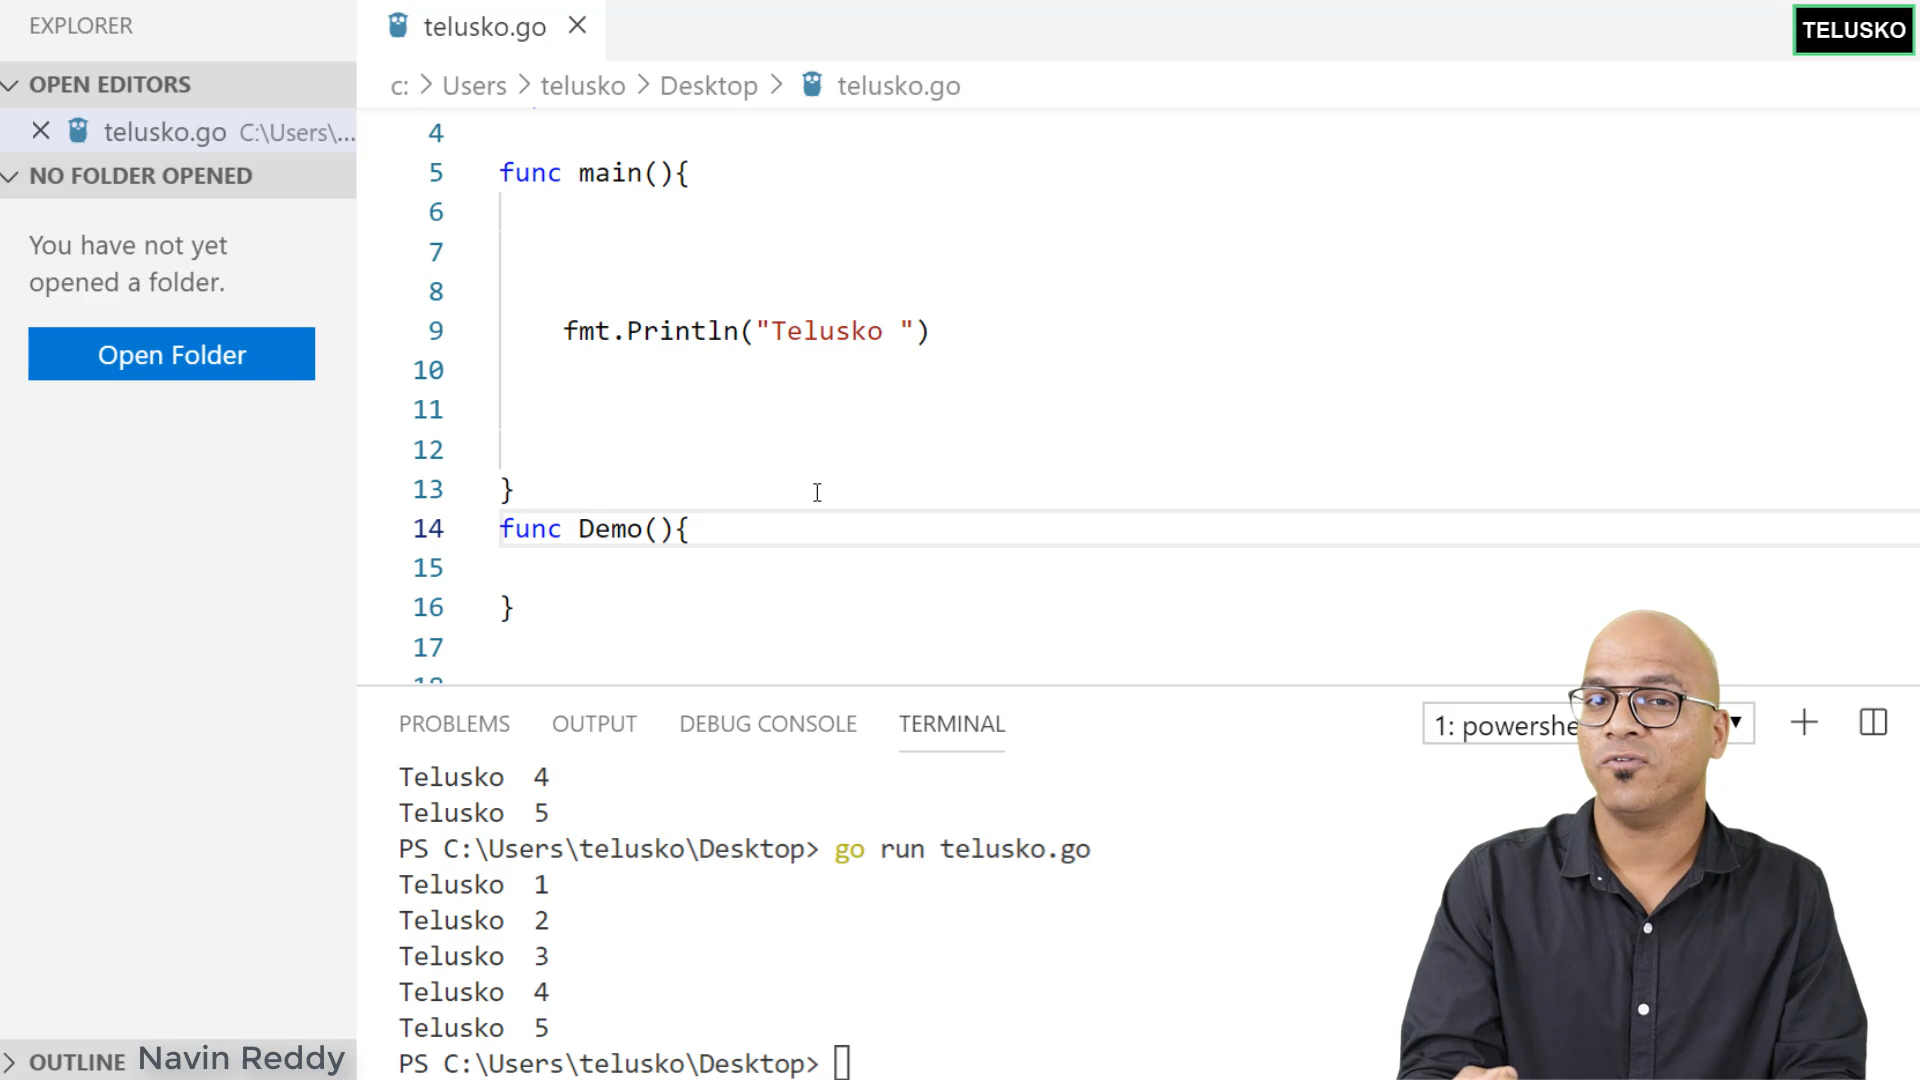 EXPLORER
OPEN EDITORS
telusko.go C:\Users\...
NO FOLDER OPENED
You have not yet
opened a folder.
Open Folder
OUTLINE
Navin Reddy
telusko.go
TELUSKO
c: > Users > telusko > Desktop > telusko.go
4
5 func main(){
6
7
8
9 fmt.Println("Telusko ")
10
11
12
13 }
14 func Demo(){
15
16 }
17
PROBLEMS OUTPUT DEBUG CONSOLE TERMINAL 1: powershe
Telusko 4
Telusko 5
PS C:\Users\telusko\Desktop> go run telusko.go
Telusko 1
Telusko 2
Telusko 3
Telusko 4
Telusko 5
PS C:\Users\telusko\Desktop>